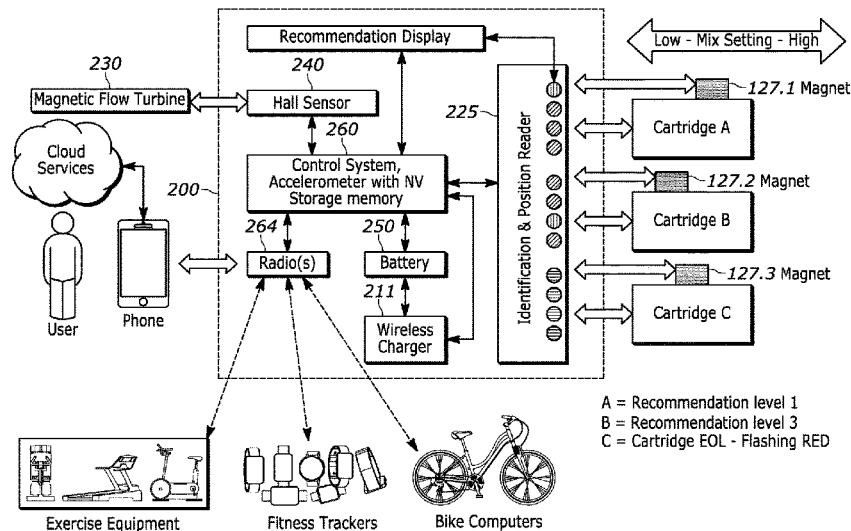 Recommendation Display
Low - Mix Setting - High
230
240
Magnetic Flow Turbine
Hall Sensor
225
127.1 Magnet
Cartridge A
260
Cloud
Services
Control System,
Accelerometer with NV
Storage memory
Identification & Position Reader
127.2 Magnet
Cartridge B
200
264
250
Radio(s)
Battery
127.3 Magnet
Cartridge C
211
User
Phone
Wireless
Charger
A = Recommendation level 1
B = Recommendation level 3
C = Cartridge EOL - Flashing RED
Exercise Equipment
Fitness Trackers
Bike Computers